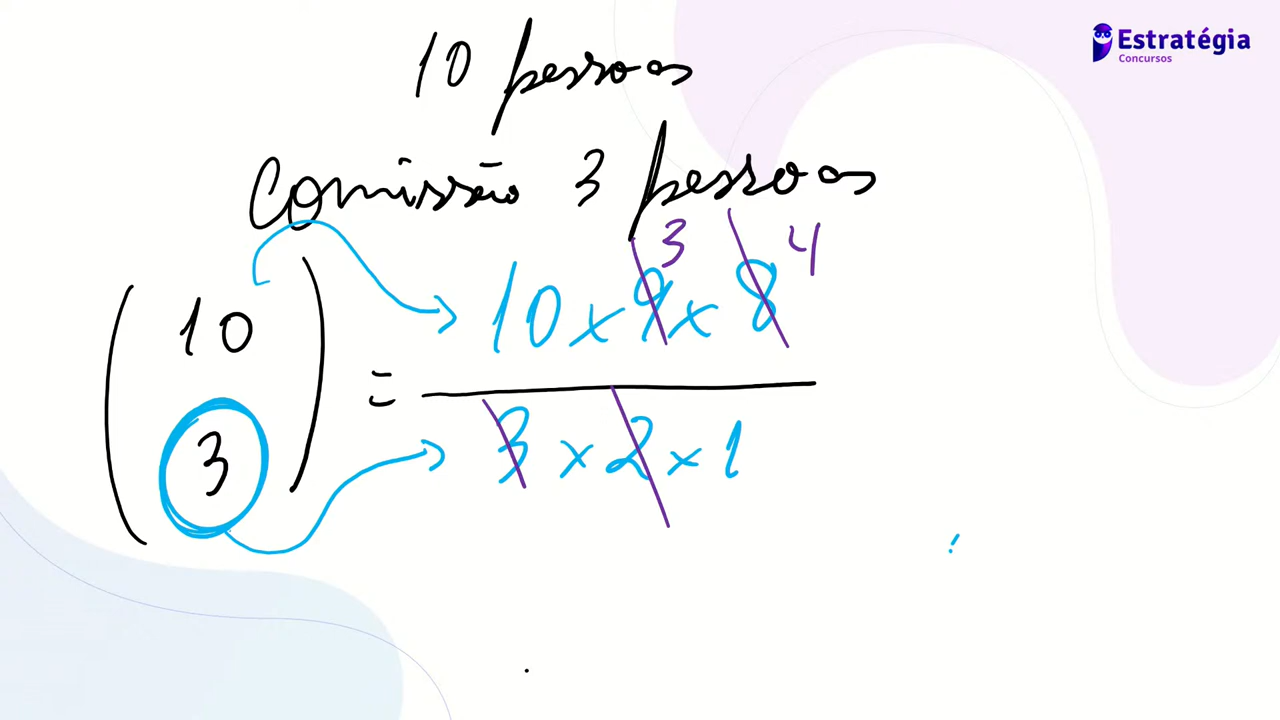 Estratégia
Concursos
10 pessoas
Comissão 3 pessoas
3 4
(10 3) = 10 x 9 x 8
3 x 2 x 1